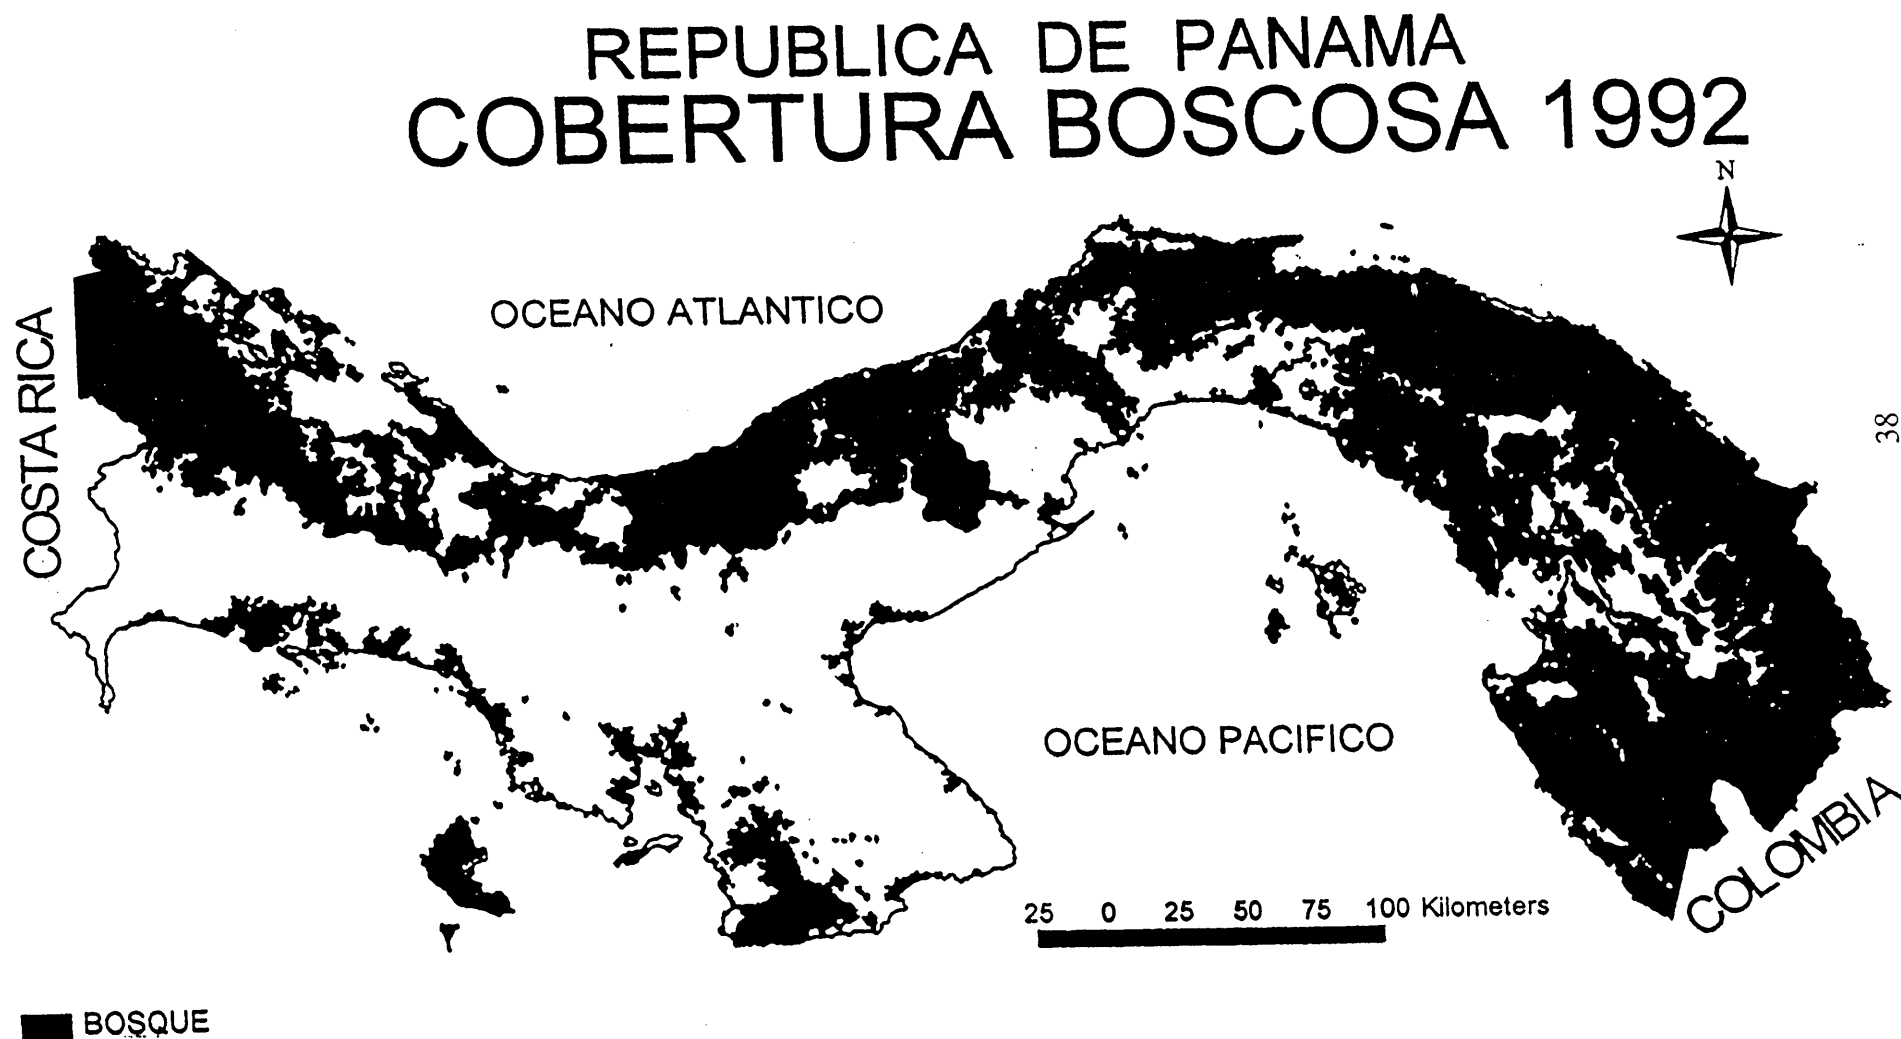 REPUBLICA DE PANAMA
COBERTURA BOSCOSA 1992
N
OCEANO ATLANTICO
COSTA RICA
38
OCEANO PACIFICO
COLOMBIA
25 0 25 50 75 100 Kilometers
BOSQUE